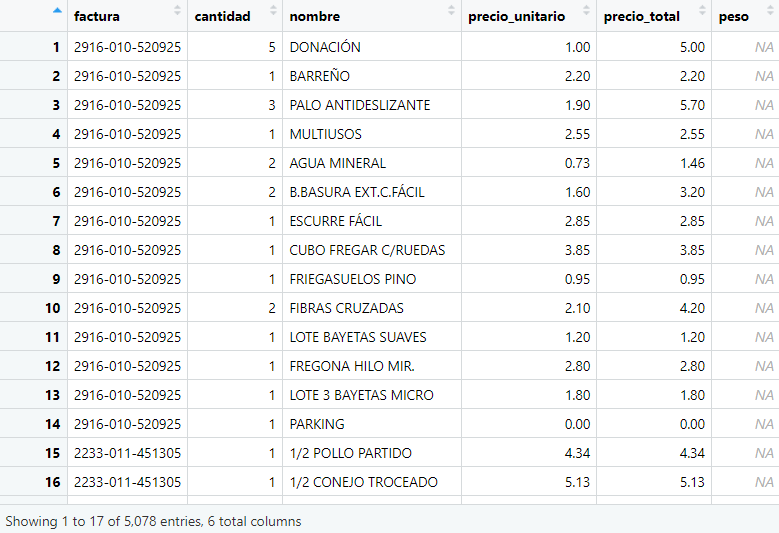 factura cantidad nombre precio_unitario precio_total peso
1 2916-010-520925 5 DONACIÓN 1.00 5.00 NA
2 2916-010-520925 1 BARREÑO 2.20 2.20 NA
3 2916-010-520925 3 PALO ANTIDESLIZANTE 1.90 5.70 NA
4 2916-010-520925 1 MULTIUSOS 2.55 2.55 NA
5 2916-010-520925 2 AGUA MINERAL 0.73 1.46 NA
6 2916-010-520925 2 B.BASURA EXT.C.FÁCIL 1.60 3.20 NA
7 2916-010-520925 1 ESCURRE FÁCIL 2.85 2.85 NA
8 2916-010-520925 1 CUBO FREGAR C/RUEDAS 3.85 3.85 NA
9 2916-010-520925 1 FRIEGASUELOS PINO 0.95 0.95 NA
10 2916-010-520925 2 FIBRAS CRUZADAS 2.10 4.20 NA
11 2916-010-520925 1 LOTE BAYETAS SUAVES 1.20 1.20 NA
12 2916-010-520925 1 FREGONA HILO MIR. 2.80 2.80 NA
13 2916-010-520925 1 LOTE 3 BAYETAS MICRO 1.80 1.80 NA
14 2916-010-520925 1 PARKING 0.00 0.00 NA
15 2233-011-451305 1 1/2 POLLO PARTIDO 4.34 4.34 NA
16 2233-011-451305 1 1/2 CONEJO TROCEADO 5.13 5.13 NA
Showing 1 to 17 of 5,078 entries, 6 total columns